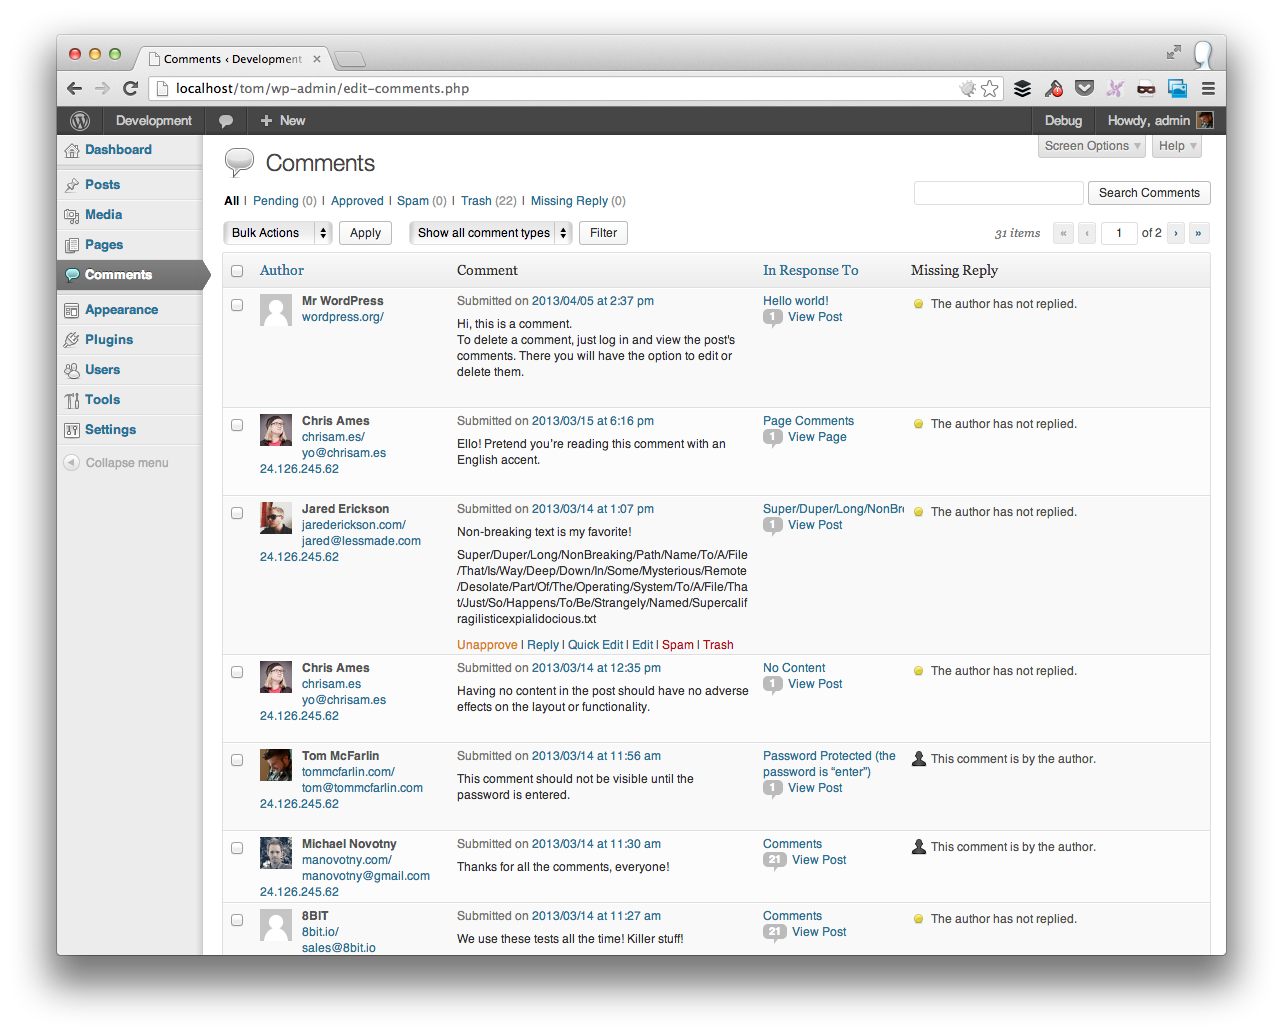 Comments ‹ Development
localhost/tom/wp-admin/edit-comments.php
Development
New
Debug
Howdy, admin
Dashboard
Posts
Media
Pages
Comments
Appearance
Plugins
Users
Tools
Settings
Collapse menu
Screen Options
Help
Comments
All | Pending (0) | Approved | Spam (0) | Trash (22) | Missing Reply (0)
Search Comments
Bulk Actions
Apply
Show all comment types
Filter
31 items « ‹ 1 of 2 › »
Author Comment In Response To Missing Reply
Mr WordPress
wordpress.org/
Submitted on 2013/04/05 at 2:37 pm
Hi, this is a comment.
To delete a comment, just log in and view the post's
comments. There you will have the option to edit or
delete them.
Hello world!
1 View Post
The author has not replied.
Chris Ames
chrisam.es/
yo@chrisam.es
24.126.245.62
Submitted on 2013/03/15 at 6:16 pm
Ello! Pretend you're reading this comment with an
English accent.
Page Comments
1 View Page
The author has not replied.
Jared Erickson
jarederickson.com/
jared@lessmade.com
24.126.245.62
Submitted on 2013/03/14 at 1:07 pm
Non-breaking text is my favorite!
Super/Duper/Long/NonBreaking/Path/Name/To/A/File
/That/Is/Way/Deep/Down/In/Some/Mysterious/Remote
/Desolate/Part/Of/The/Operating/System/To/A/File/Tha
t/Just/So/Happens/To/Be/Strangely/Named/Supercalif
ragilisticexpialidocious.txt
Unapprove | Reply | Quick Edit | Edit | Spam | Trash
Super/Duper/Long/NonBre
1 View Post
The author has not replied.
Chris Ames
chrisam.es
yo@chrisam.es
24.126.245.62
Submitted on 2013/03/14 at 12:35 pm
Having no content in the post should have no adverse
effects on the layout or functionality.
No Content
1 View Post
The author has not replied.
Tom McFarlin
tommcfarlin.com/
tom@tommcfarlin.com
24.126.245.62
Submitted on 2013/03/14 at 11:56 am
This comment should not be visible until the
password is entered.
Password Protected (the
password is “enter”)
1 View Post
This comment is by the author.
Michael Novotny
manovotny.com/
manovotny@gmail.com
24.126.245.62
Submitted on 2013/03/14 at 11:30 am
Thanks for all the comments, everyone!
Comments
21 View Post
This comment is by the author.
8BIT
8bit.io/
sales@8bit.io
Submitted on 2013/03/14 at 11:27 am
We use these tests all the time! Killer stuff!
Comments
21 View Post
The author has not replied.